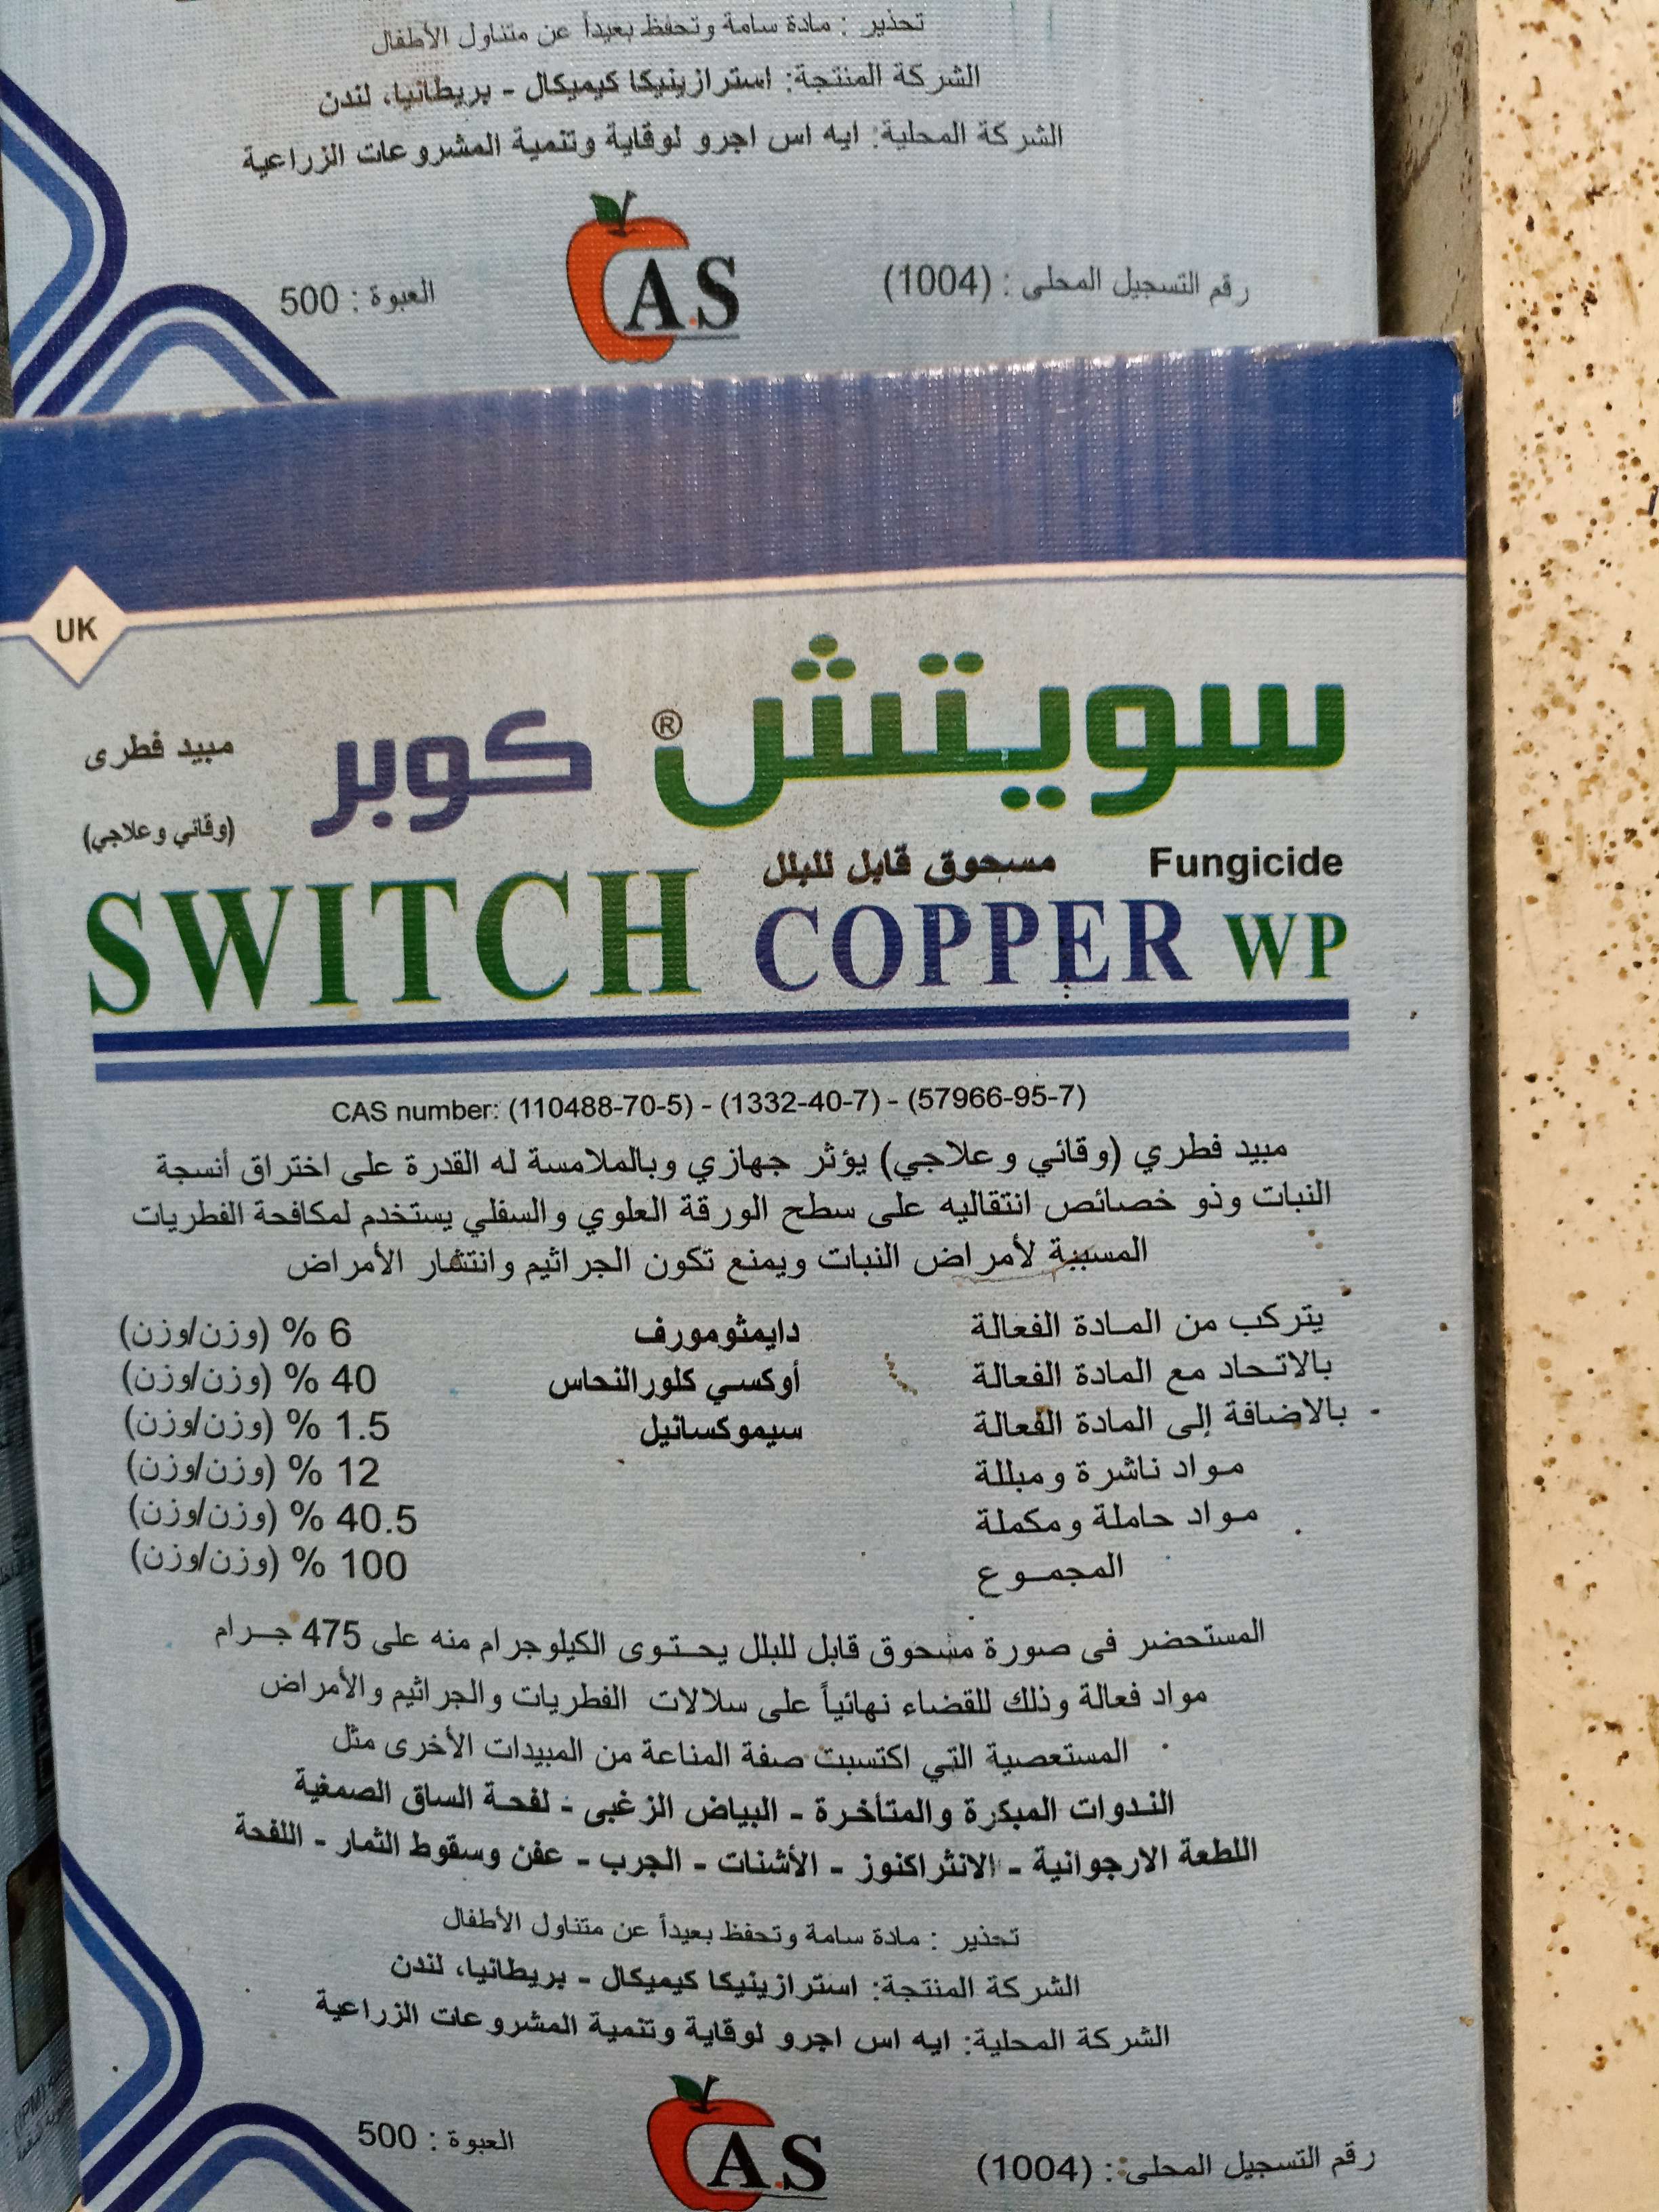 تحذير : مادة سامة وتحفظ بعيداً عن متناول الأطفال
الشركة المنتجة: استرازينيكا كيميكال - بريطانيا، لندن
الشركة المحلية: ايه اس اجرو لوقاية وتنمية المشروعات الزراعية
رقم التسجيل المحلى : (1004)
A.S
العبوة : 500
UK
سويتش® كوبر
مبيد فطرى
(وقائي وعلاجي)
Fungicide
مسحوق قابل للبلل
SWITCH COPPER WP
CAS number: (110488-70-5) - (1332-40-7) - (57966-95-7)
مبيد فطري (وقائي وعلاجي) يؤثر جهازي وبالملامسة له القدرة على اختراق أنسجة
النبات وذو خصائص انتقاليه على سطح الورقة العلوي والسفلي يستخدم لمكافحة الفطريات
المسببة لأمراض النبات ويمنع تكون الجراثيم وانتشار الأمراض
يتركب من المادة الفعالة دايمثومورف 6 % (وزن/وزن)
بالاتحاد مع المادة الفعالة أوكسي كلورالنحاس 40 % (وزن/وزن)
بالاضافة إلى المادة الفعالة سيموكسانيل 1.5 % (وزن/وزن)
مواد ناشرة ومبللة 12 % (وزن/وزن)
مواد حاملة ومكملة 40.5 % (وزن/وزن)
المجموع 100 % (وزن/وزن)
المستحضر فى صورة مسحوق قابل للبلل يحتوى الكيلوجرام منه على 475 جرام
مواد فعالة وذلك للقضاء نهائياً على سلالات الفطريات والجراثيم والأمراض
المستعصية التي اكتسبت صفة المناعة من المبيدات الأخرى مثل
الندوات المبكرة والمتأخرة - البياض الزغبى - لفحة الساق الصمغية
اللطعة الارجوانية - الانثراكنوز - الأشنات - الجرب - عفن وسقوط الثمار - اللفحة
تحذير : مادة سامة وتحفظ بعيداً عن متناول الأطفال
الشركة المنتجة: استرازينيكا كيميكال - بريطانيا، لندن
الشركة المحلية: ايه اس اجرو لوقاية وتنمية المشروعات الزراعية
رقم التسجيل المحلى : (1004)
A.S
العبوة : 500
(IPM)